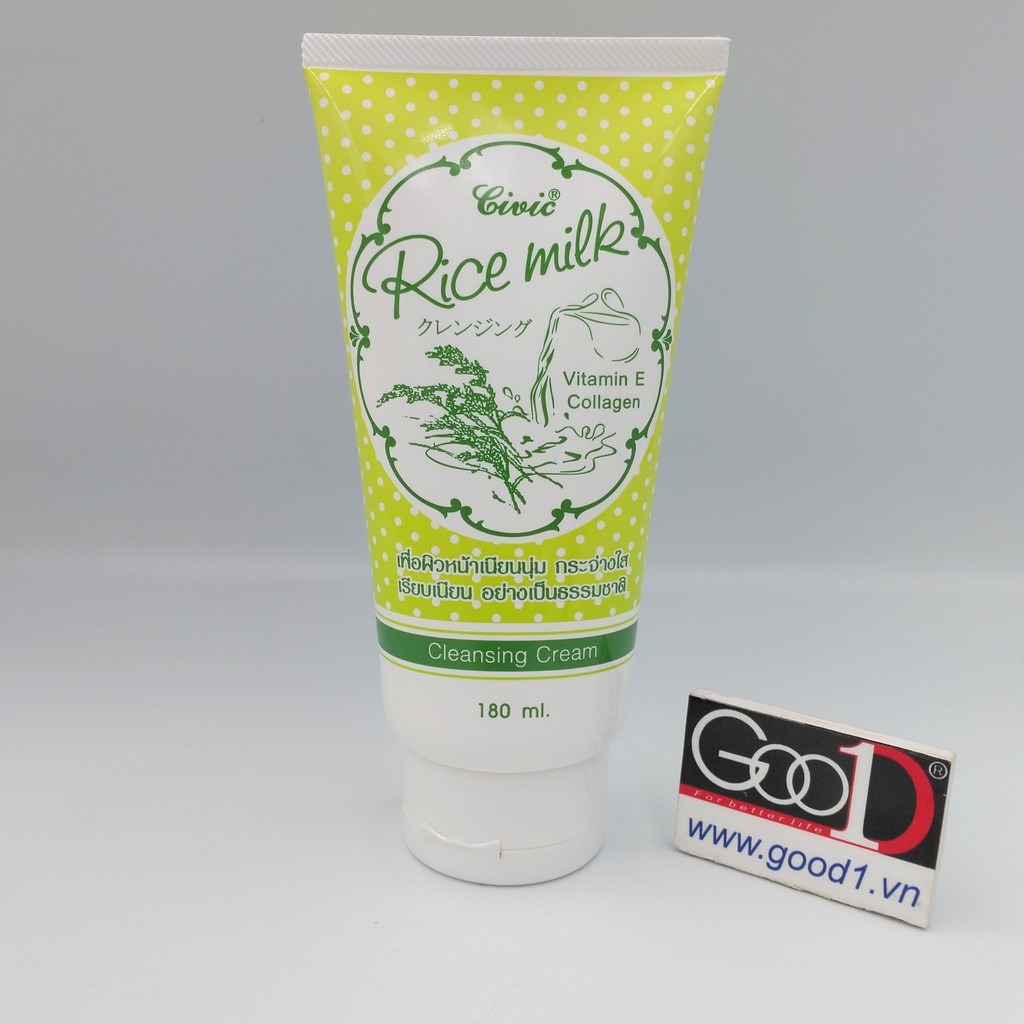 Civic®
Rice milk
クレンジング
Vitamin E
Collagen
เพื่อผิวหน้าเนียนนุ่ม กระจ่างใส
เรียบเนียน อย่างเป็นธรรมชาติ
Cleansing Cream
180 ml.
Goo1D®
For better life
www.good1.vn